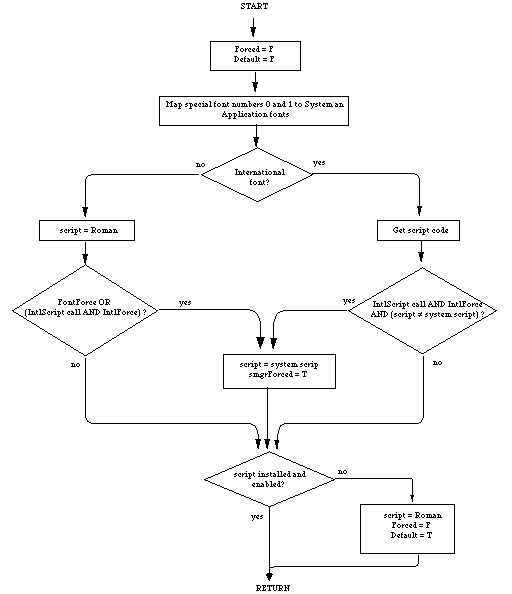 START
Forced = F
Default = F
Map special font numbers 0 and 1 to System an
Application fonts
no
yes
International
font?
script = Roman
Get script code
FontForce OR
(IntlScript call AND IntlForce) ?
yes
yes
IntlScript call AND IntlForce
AND (script ≠ system script) ?
no
script = system scrip
smgrForced = T
no
script installed and
enabled?
no
yes
script = Roman
Forced = F
Default = T
RETURN